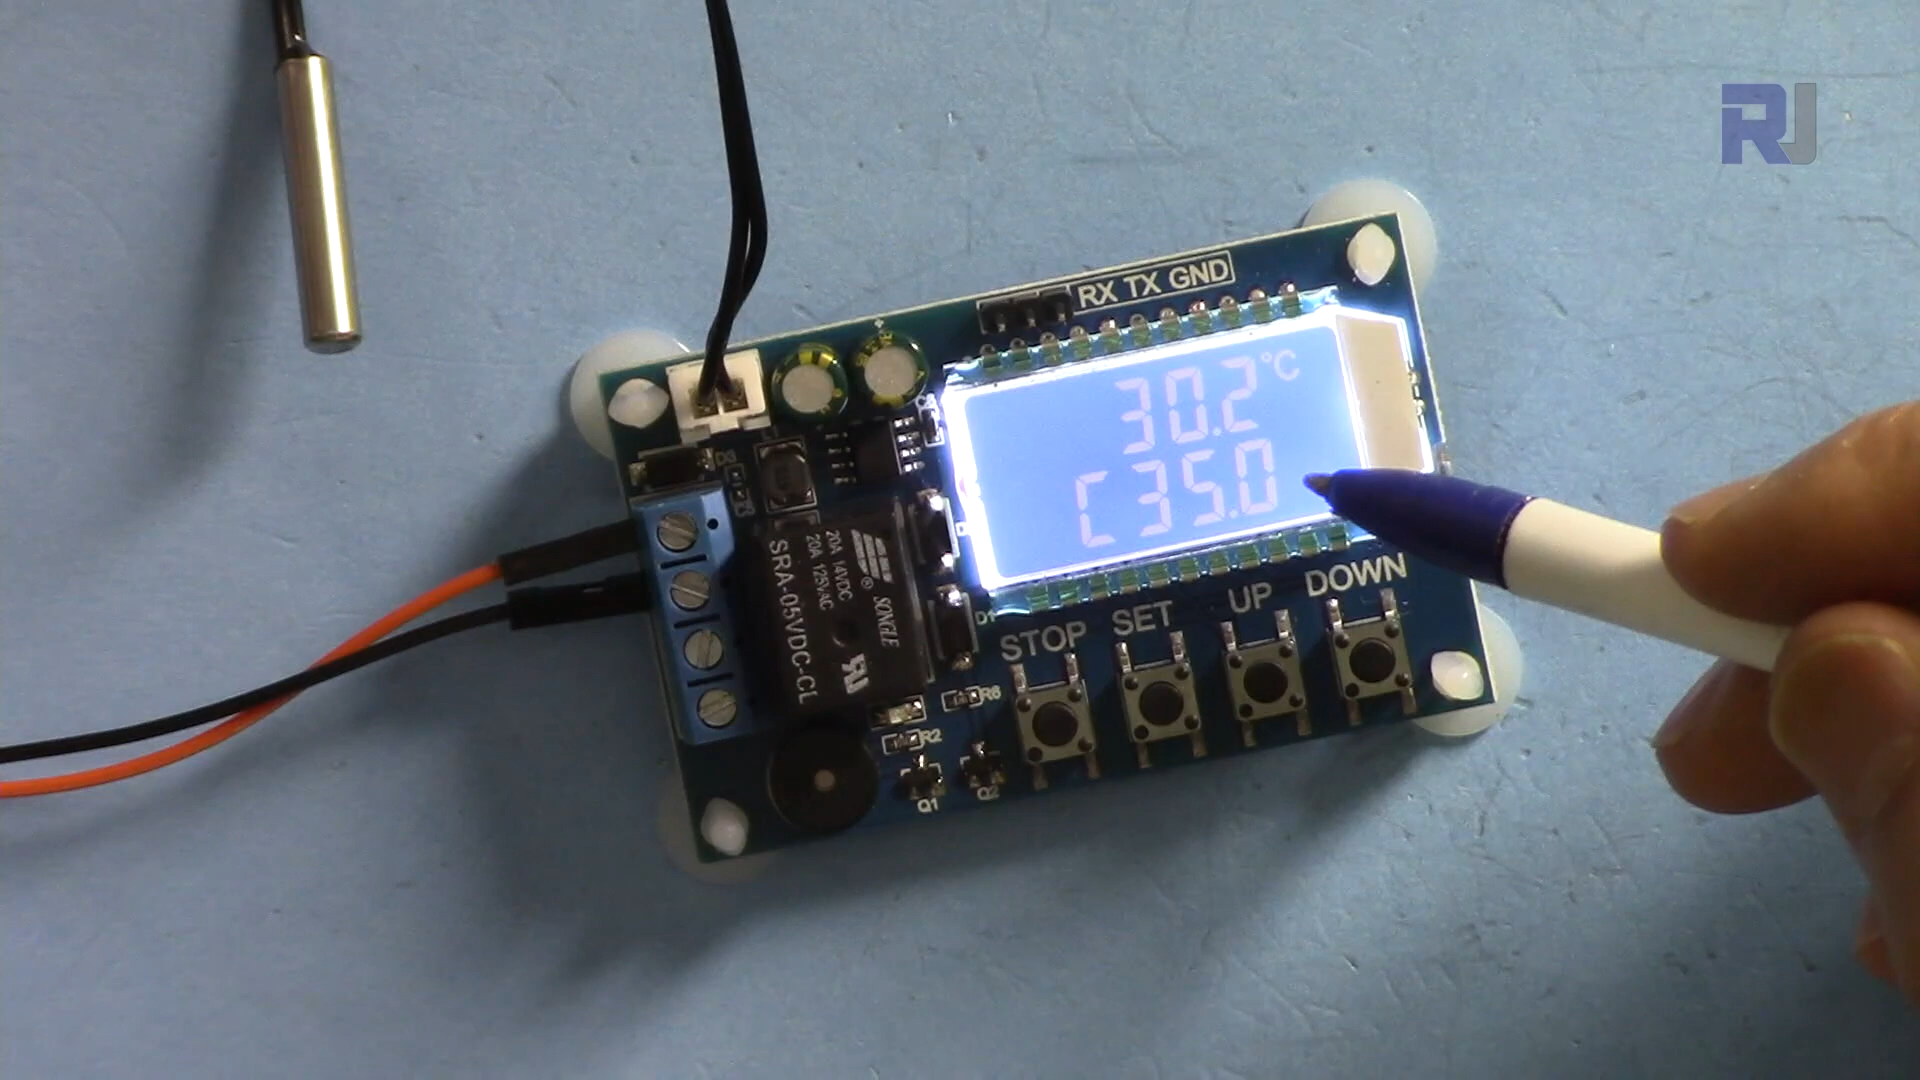 RJ
RX TX GND
30.2°C
C35.0
D3
SONGLE
20A 14VDC
20A 125VAC
SRA-05VDC-CL
D1
R6
R2
Q1
STOP SET UP DOWN